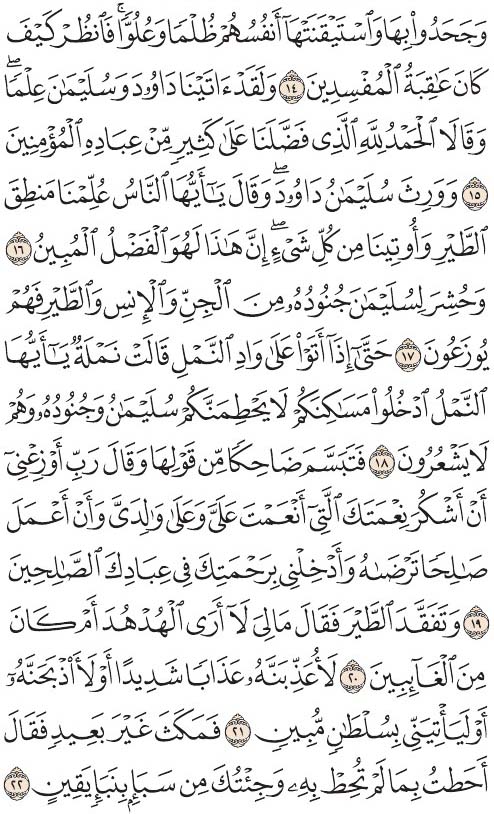 وَجَحَدُوا۟ بِهَا وَٱسْتَيْقَنَتْهَآ أَنفُسُهُمْ ظُلْمًا وَعُلُوًّا ۚ فَٱنظُرْ كَيْفَ
كَانَ عَـٰقِبَةُ ٱلْمُفْسِدِينَ ١٤ وَلَقَدْ ءَاتَيْنَا دَاوُۥدَ وَسُلَيْمَـٰنَ عِلْمًا ۖ
وَقَالَا ٱلْحَمْدُ لِلَّهِ ٱلَّذِى فَضَّلَنَا عَلَىٰ كَثِيرٍ مِّنْ عِبَادِهِ ٱلْمُؤْمِنِينَ
١٥ وَوَرِثَ سُلَيْمَـٰنُ دَاوُۥدَ ۖ وَقَالَ يَـٰٓأَيُّهَا ٱلنَّاسُ عُلِّمْنَا مَنطِقَ
ٱلطَّيْرِ وَأُوتِينَا مِن كُلِّ شَىْءٍ ۖ إِنَّ هَـٰذَا لَهُوَ ٱلْفَضْلُ ٱلْمُبِينُ ١٦
وَحُشِرَ لِسُلَيْمَـٰنَ جُنُودُهُۥ مِنَ ٱلْجِنِّ وَٱلْإِنسِ وَٱلطَّيْرِ فَهُمْ
يُوزَعُونَ ١٧ حَتَّىٰٓ إِذَآ أَتَوْا۟ عَلَىٰ وَادِ ٱلنَّمْلِ قَالَتْ نَمْلَةٌ يَـٰٓأَيُّهَا
ٱلنَّمْلُ ٱدْخُلُوا۟ مَسَـٰكِنَكُمْ لَا يَحْطِمَنَّكُمْ سُلَيْمَـٰنُ وَجُنُودُهُۥ وَهُمْ
لَا يَشْعُرُونَ ١٨ فَتَبَسَّمَ ضَاحِكًا مِّن قَوْلِهَا وَقَالَ رَبِّ أَوْزِعْنِىٓ
أَنْ أَشْكُرَ نِعْمَتَكَ ٱلَّتِىٓ أَنْعَمْتَ عَلَىَّ وَعَلَىٰ وَٰلِدَىَّ وَأَنْ أَعْمَلَ
صَـٰلِحًا تَرْضَىٰهُ وَأَدْخِلْنِى بِرَحْمَتِكَ فِى عِبَادِكَ ٱلصَّـٰلِحِينَ
١٩ وَتَفَقَّدَ ٱلطَّيْرَ فَقَالَ مَا لِىَ لَآ أَرَى ٱلْهُدْهُدَ أَمْ كَانَ
مِنَ ٱلْغَآئِبِينَ ٢٠ لَأُعَذِّبَنَّهُۥ عَذَابًا شَدِيدًا أَوْ لَأَا۟ذْبَحَنَّهُۥٓ
أَوْ لَيَأْتِيَنِّى بِسُلْطَـٰنٍ مُّبِينٍ ٢١ فَمَكَثَ غَيْرَ بَعِيدٍ فَقَالَ
أَحَطتُ بِمَا لَمْ تُحِطْ بِهِۦ وَجِئْتُكَ مِن سَبَإٍۭ بِنَبَإٍ يَقِينٍ ٢٢